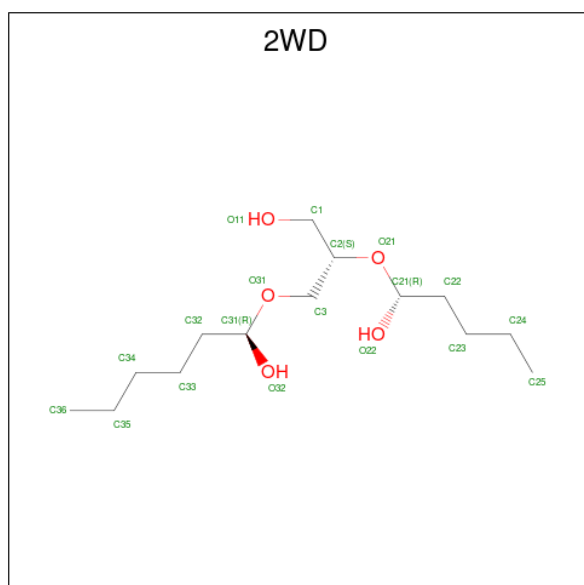 2WD
C1
O11 HO
C2(S) O21
O
O31 C21(R) C22
O
C3
C32 C31(R) HO C24
O22 C23
C34
OH C25
C33 O32
C36
C35